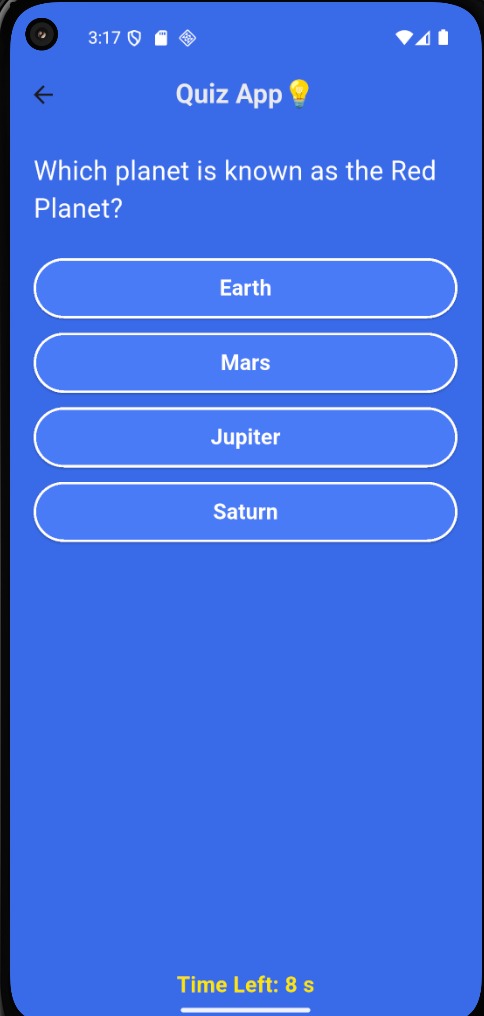 3:17
Quiz App💡
Which planet is known as the Red
Planet?
Earth
Mars
Jupiter
Saturn
Time Left: 8 s